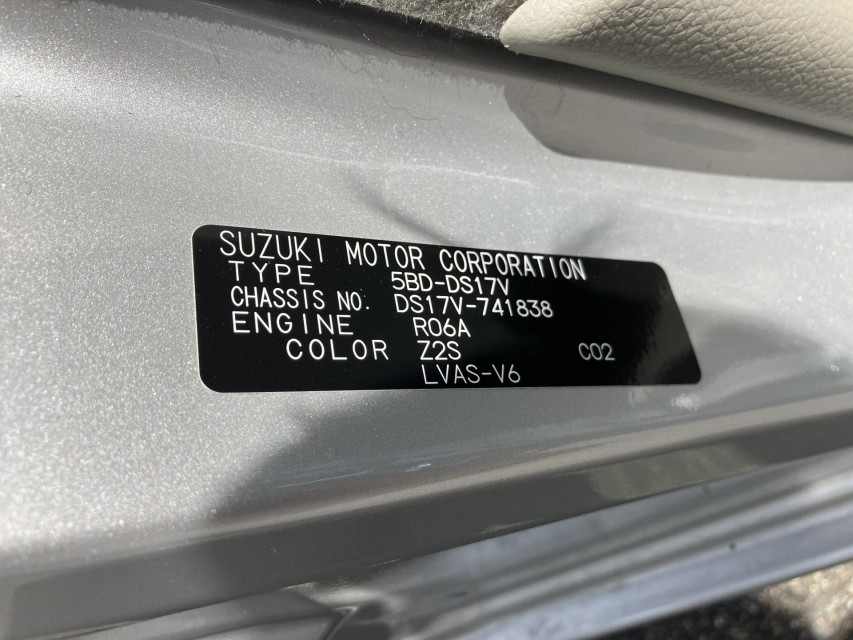 SUZUKI MOTOR CORPORATION
TYPE 5BD-DS17V
CHASSIS NO. DS17V-741838
ENGINE R06A
COLOR Z2S C02
LVAS-V6